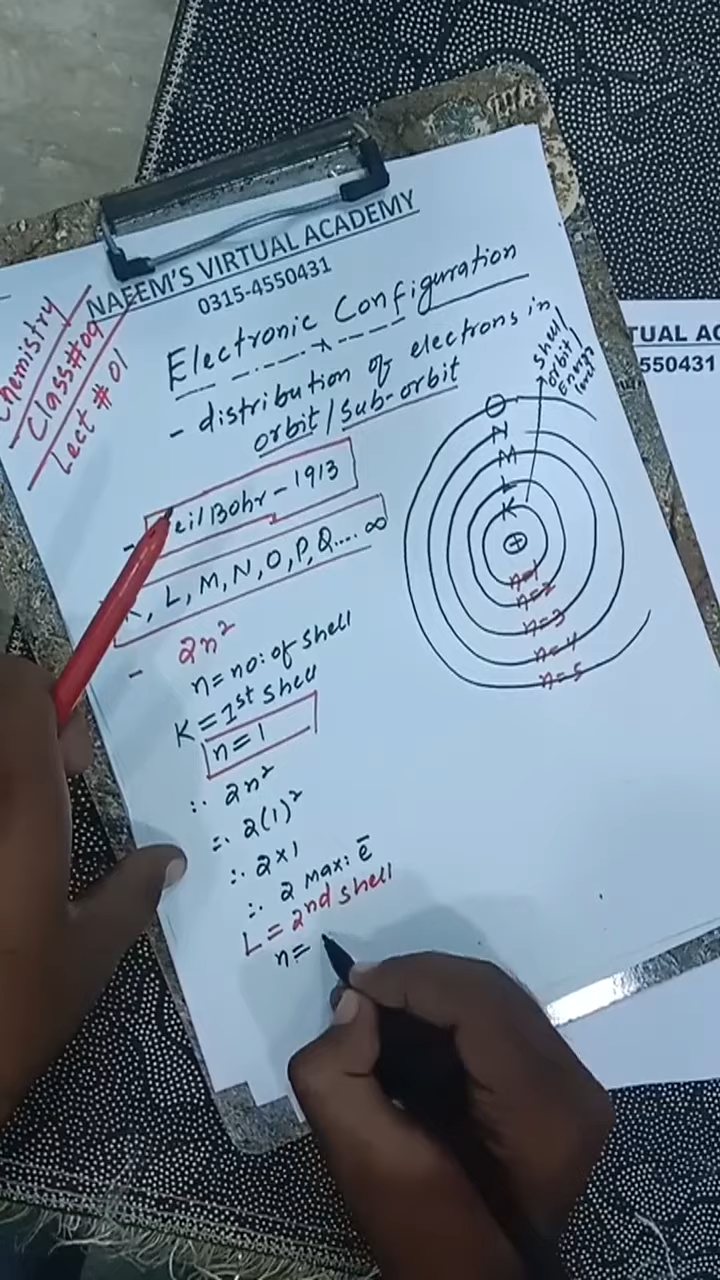 NAEEM'S VIRTUAL ACADEMY
0315-4550431
Chemistry
Class#09
Lect # 01
Electronic Configuration
- distribution of electrons in
orbit / Sub-orbit
Bohr - 1913
L, M, N, O, P, Q.... ∞
- 2n²
n = no: of shell
K = 1st shell
n = 1
∴ 2n²
∴ 2(1)²
∴ 2×1
∴ 2 max: ē
L = 2nd shell
n =
shell/
orbit/
Energy
level
O
N
M
L
K
+
n=1
n=2
n=3
n=4
n=5
TUAL AC
550431